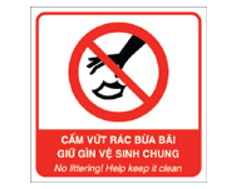 CẤM VỨT RÁC BỪA BÃI
GIỮ GÌN VỆ SINH CHUNG
No littering! Help keep it clean